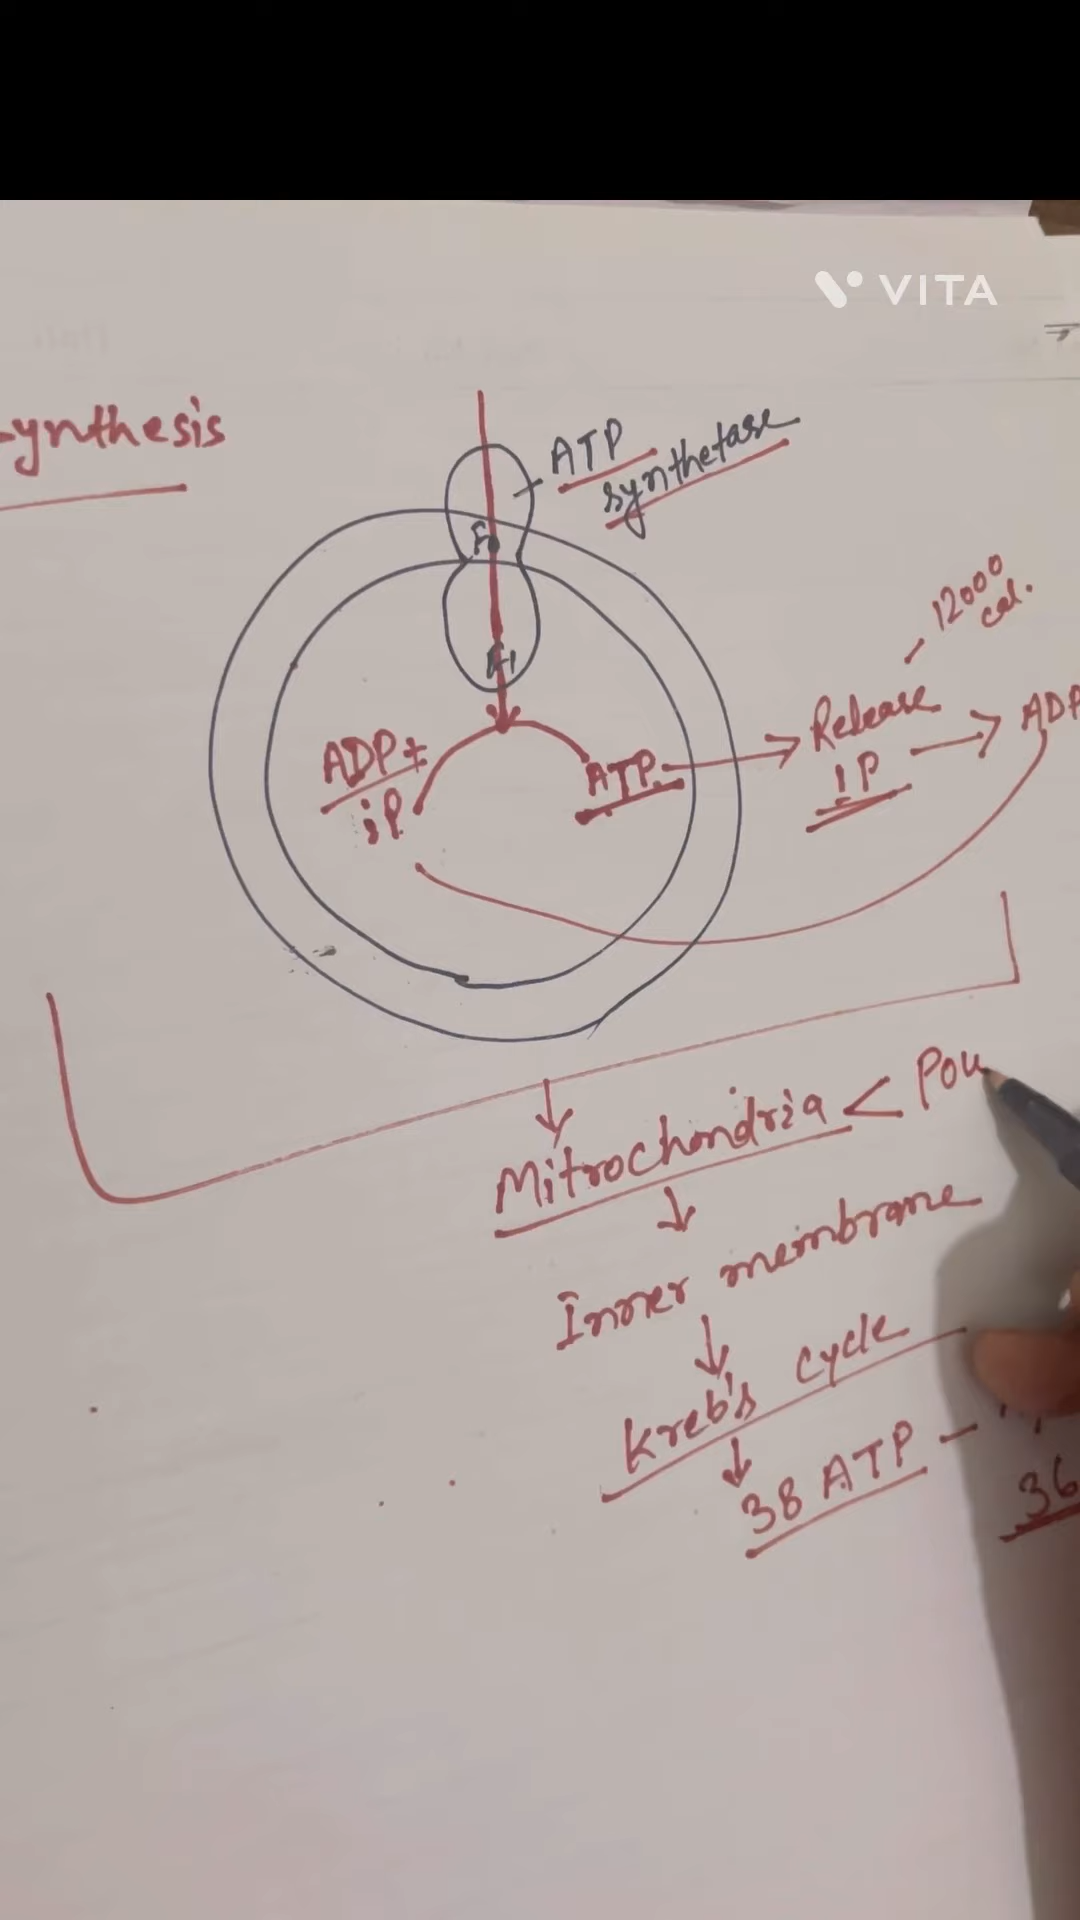 VITA
ynthesis
ATP
synthetase
F0
F1
12000
cal.
ADP+
iP
ATP
Release
1P
ADP
Mitrochondria < Pow
Inner membrane
Kreb's cycle
38 ATP -
36